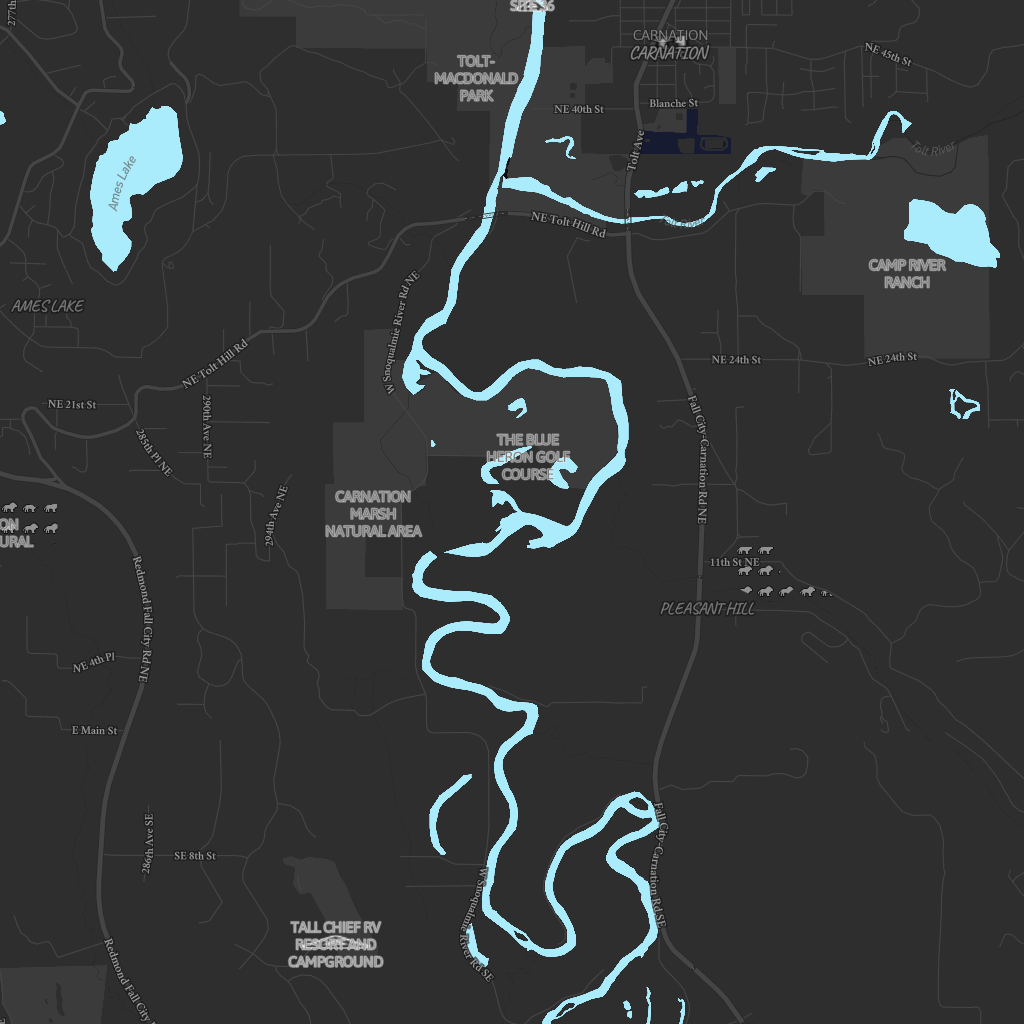 277th
CARNATION
CARNATION
NE 45th St
TOLT-
MACDONALD
PARK
Blanche St
NE 40th St
Tolt Ave
Tolt River
Ames Lake
NE Tolt Hill Rd
CAMP RIVER
RANCH
AMES LAKE
W Snoqualmie River Rd NE
NE Tolt Hill Rd
NE 24th St
NE 24th St
NE 21st St
290th Ave NE
285th Pl NE
Fall City-Carnation Rd NE
THE BLUE
HERON GOLF
COURSE
CARNATION
MARSH
NATURAL AREA
294th Ave NE
ON
URAL
11th St NE
PLEASANT HILL
Redmond Fall City Rd NE
NE 4th Pl
E Main St
286th Ave SE
SE 8th St
Fall City-Carnation Rd SE
W Snoqualmie River Rd SE
TALL CHIEF RV
RESORT AND
CAMPGROUND
Redmond Fall City